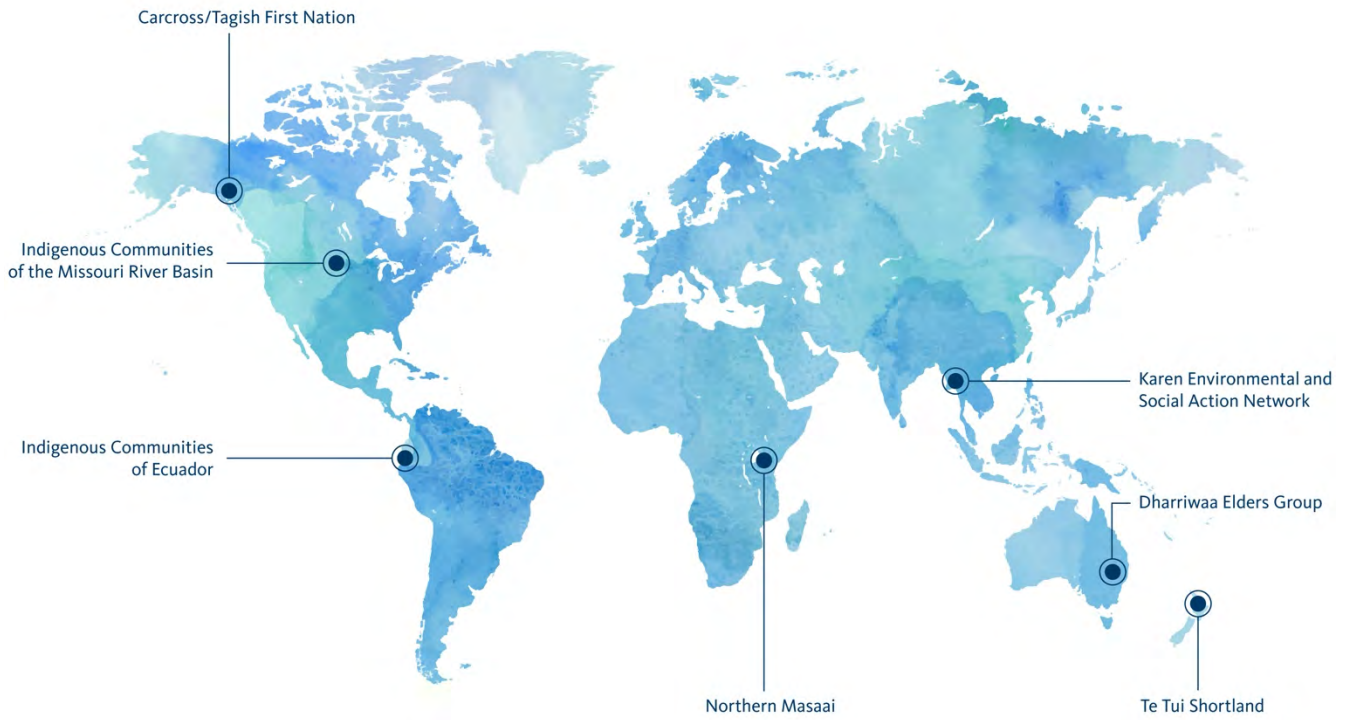 Carcross/Tagish First Nation
Indigenous Communities
of the Missouri River Basin
Karen Environmental and
Social Action Network
Indigenous Communities
of Ecuador
Dharriwaa Elders Group
Northern Masaai
Te Tui Shortland